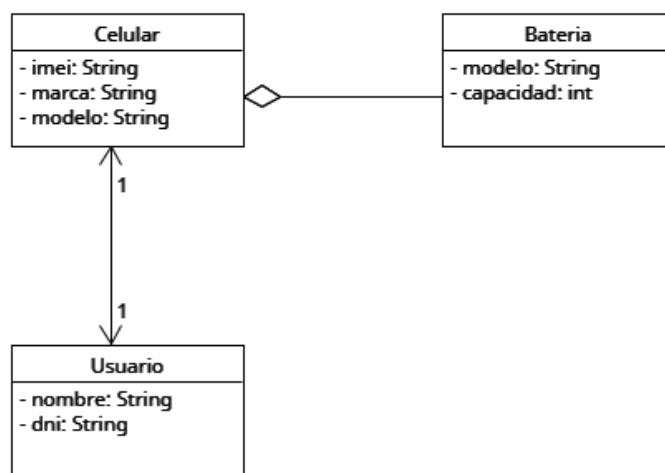 Celular
- imei: String
- marca: String
- modelo: String
Bateria
- modelo: String
- capacidad: int
1
1
Usuario
- nombre: String
- dni: String